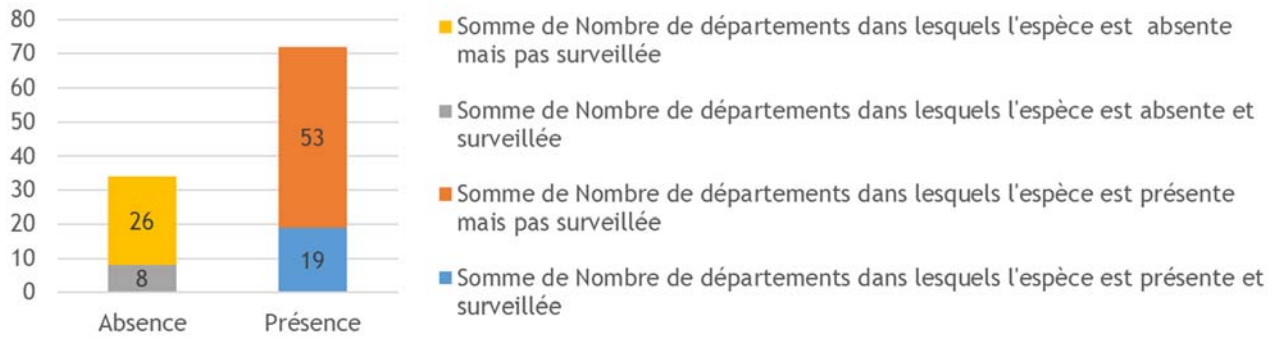 80
70
60
50
40
30
20
10
0
26
8
53
19
Absence
Présence
Somme de Nombre de départements dans lesquels l'espèce est absente
mais pas surveillée
Somme de Nombre de départements dans lesquels l'espèce est absente et
surveillée
Somme de Nombre de départements dans lesquels l'espèce est présente
mais pas surveillée
Somme de Nombre de départements dans lesquels l'espèce est présente et
surveillée